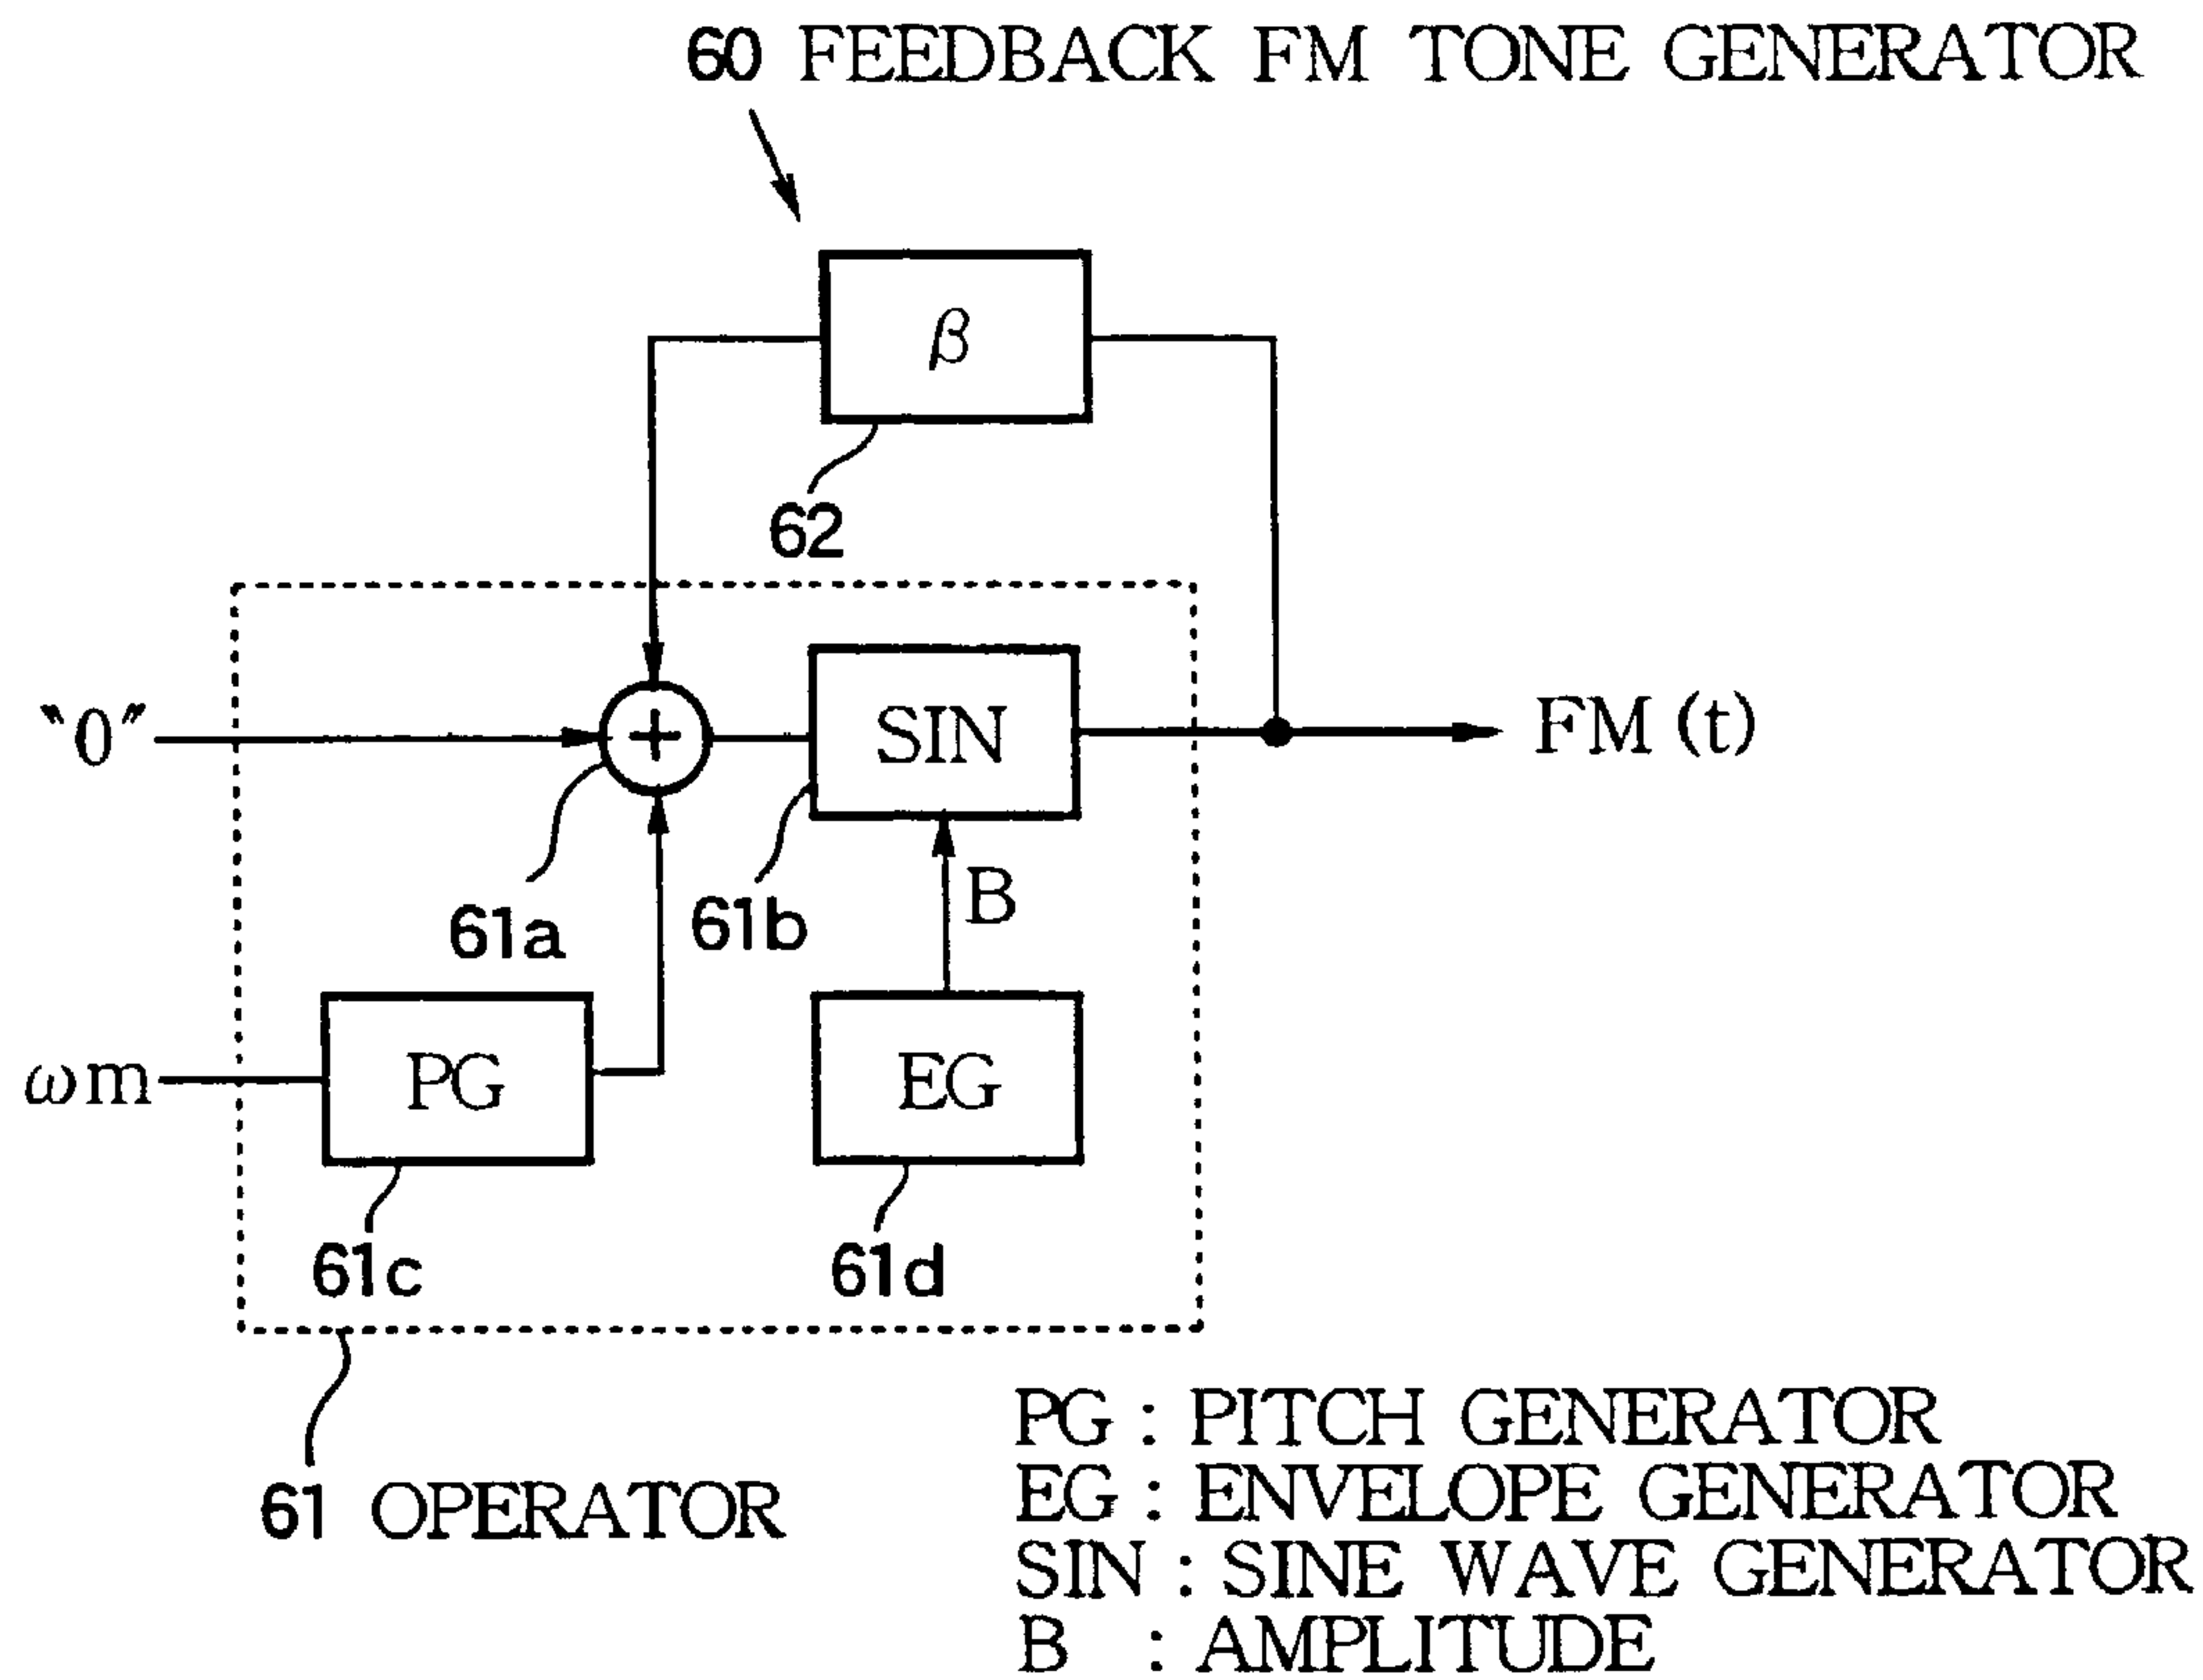 60 FEEDBACK FM TONE GENERATOR
β
62
"0"
+
SIN
FM (t)
B
61a
61b
ωm
PG
EG
61c
61d
61 OPERATOR
PG : PITCH GENERATOR
EG : ENVELOPE GENERATOR
SIN : SINE WAVE GENERATOR
B : AMPLITUDE